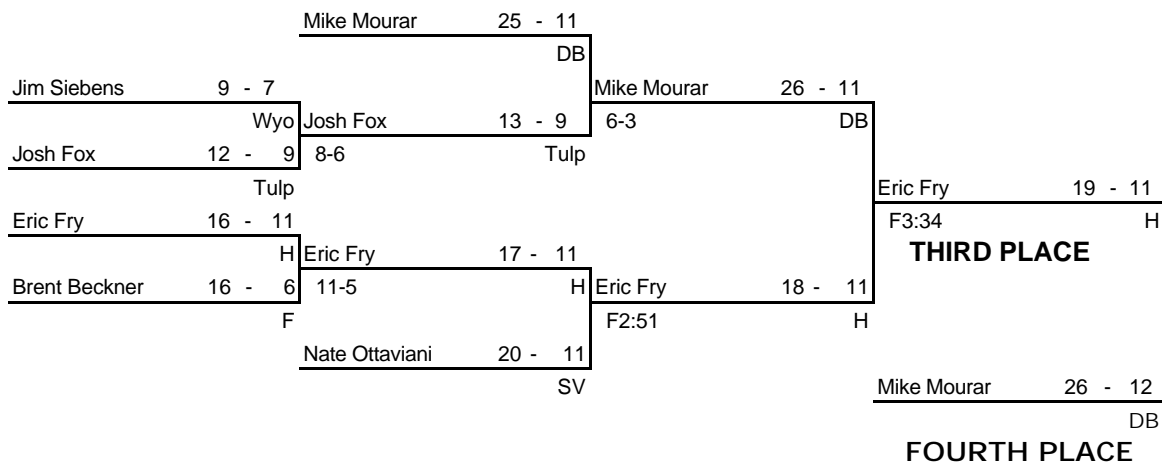 Mike Mourar 25 - 11
DB
Jim Siebens 9 - 7 Mike Mourar 26 - 11
Wyo Josh Fox 13 - 9 6-3 DB
Josh Fox 12 - 9 8-6 Tulp
Tulp Eric Fry 19 - 11
Eric Fry 16 - 11 F3:34 H
H Eric Fry 17 - 11 THIRD PLACE
Brent Beckner 16 - 6 11-5 H Eric Fry 18 - 11
F F2:51 H
Nate Ottaviani 20 - 11
SV Mike Mourar 26 - 12
DB
FOURTH PLACE